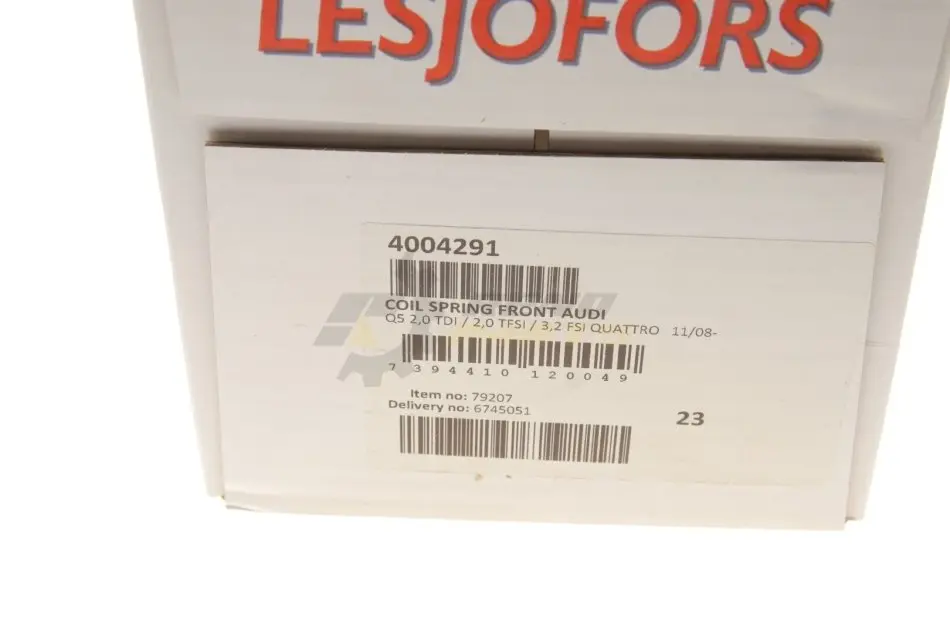 LESJOFORS
4004291
COIL SPRING FRONT AUDI
Q5 2,0 TDI / 2,0 TFSI / 3,2 FSI QUATTRO 11/08-
7 394410 120049
Item no: 79207
Delivery no: 6745051
23